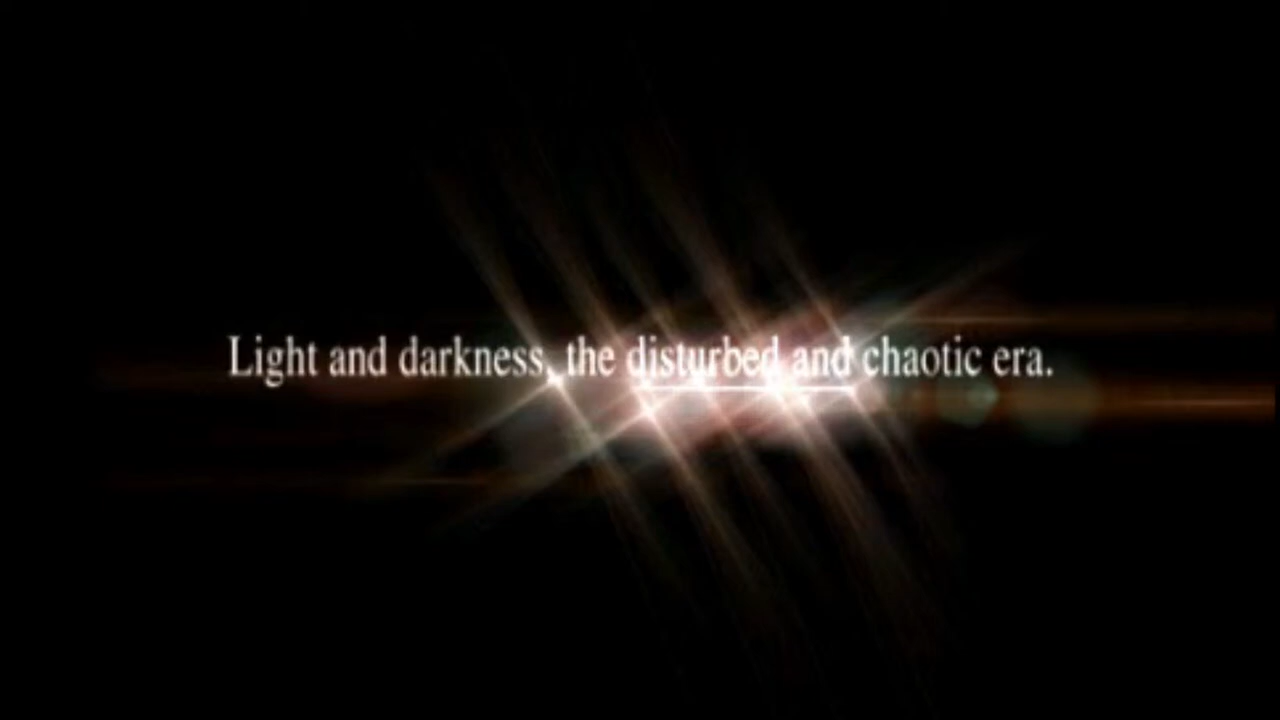 Light and darkness, the disturbed and chaotic era.